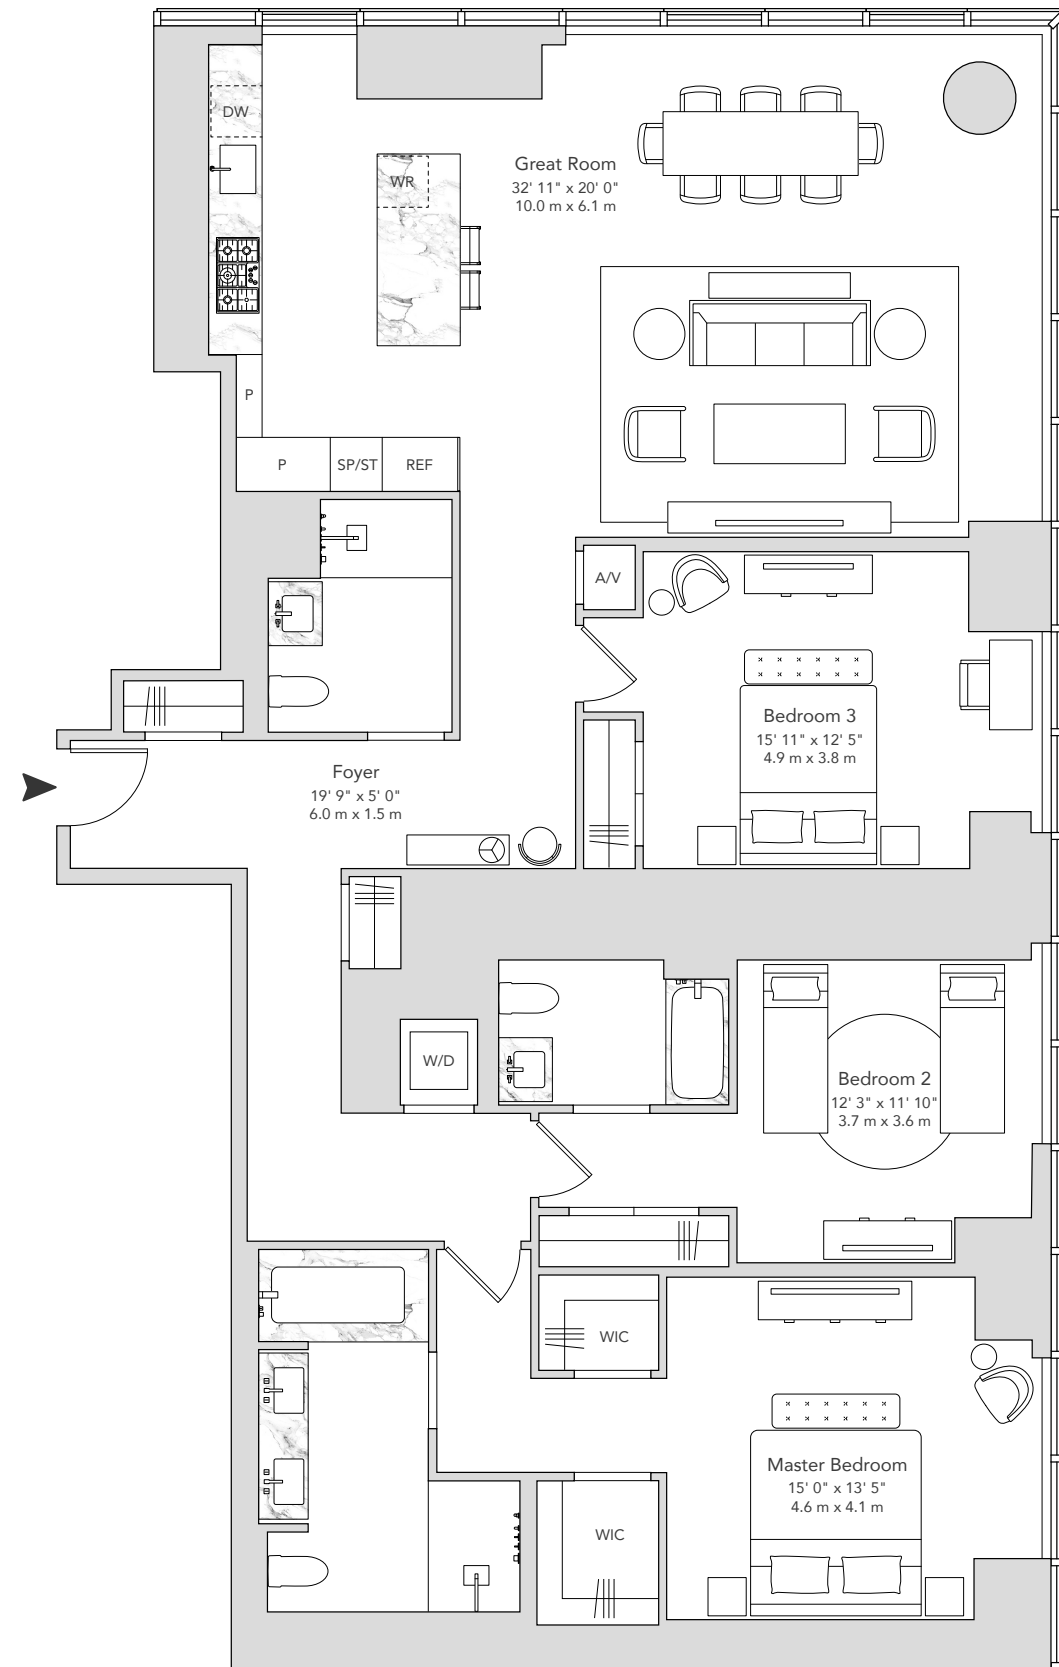 DW
WR
Great Room
32' 11" x 20' 0"
10.0 m x 6.1 m
P
P
SP/ST
REF
A/V
Bedroom 3
15' 11" x 12' 5"
4.9 m x 3.8 m
Foyer
19' 9" x 5' 0"
6.0 m x 1.5 m
W/D
Bedroom 2
12' 3" x 11' 10"
3.7 m x 3.6 m
WIC
Master Bedroom
15' 0" x 13' 5"
4.6 m x 4.1 m
WIC